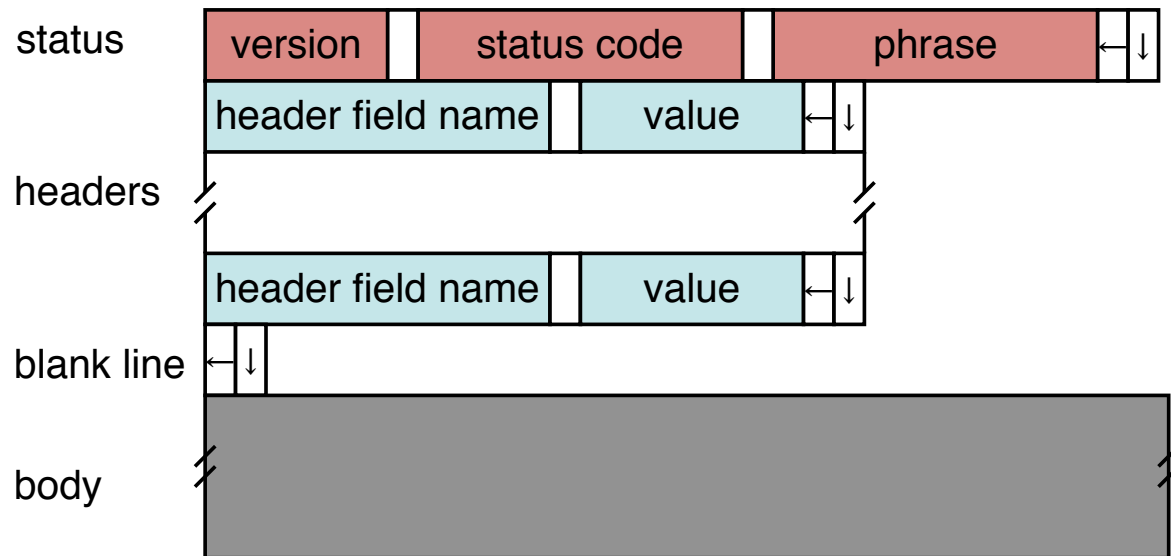 status version status code phrase ← ↓
header field name value ← ↓
headers
header field name value ← ↓
blank line ← ↓
body